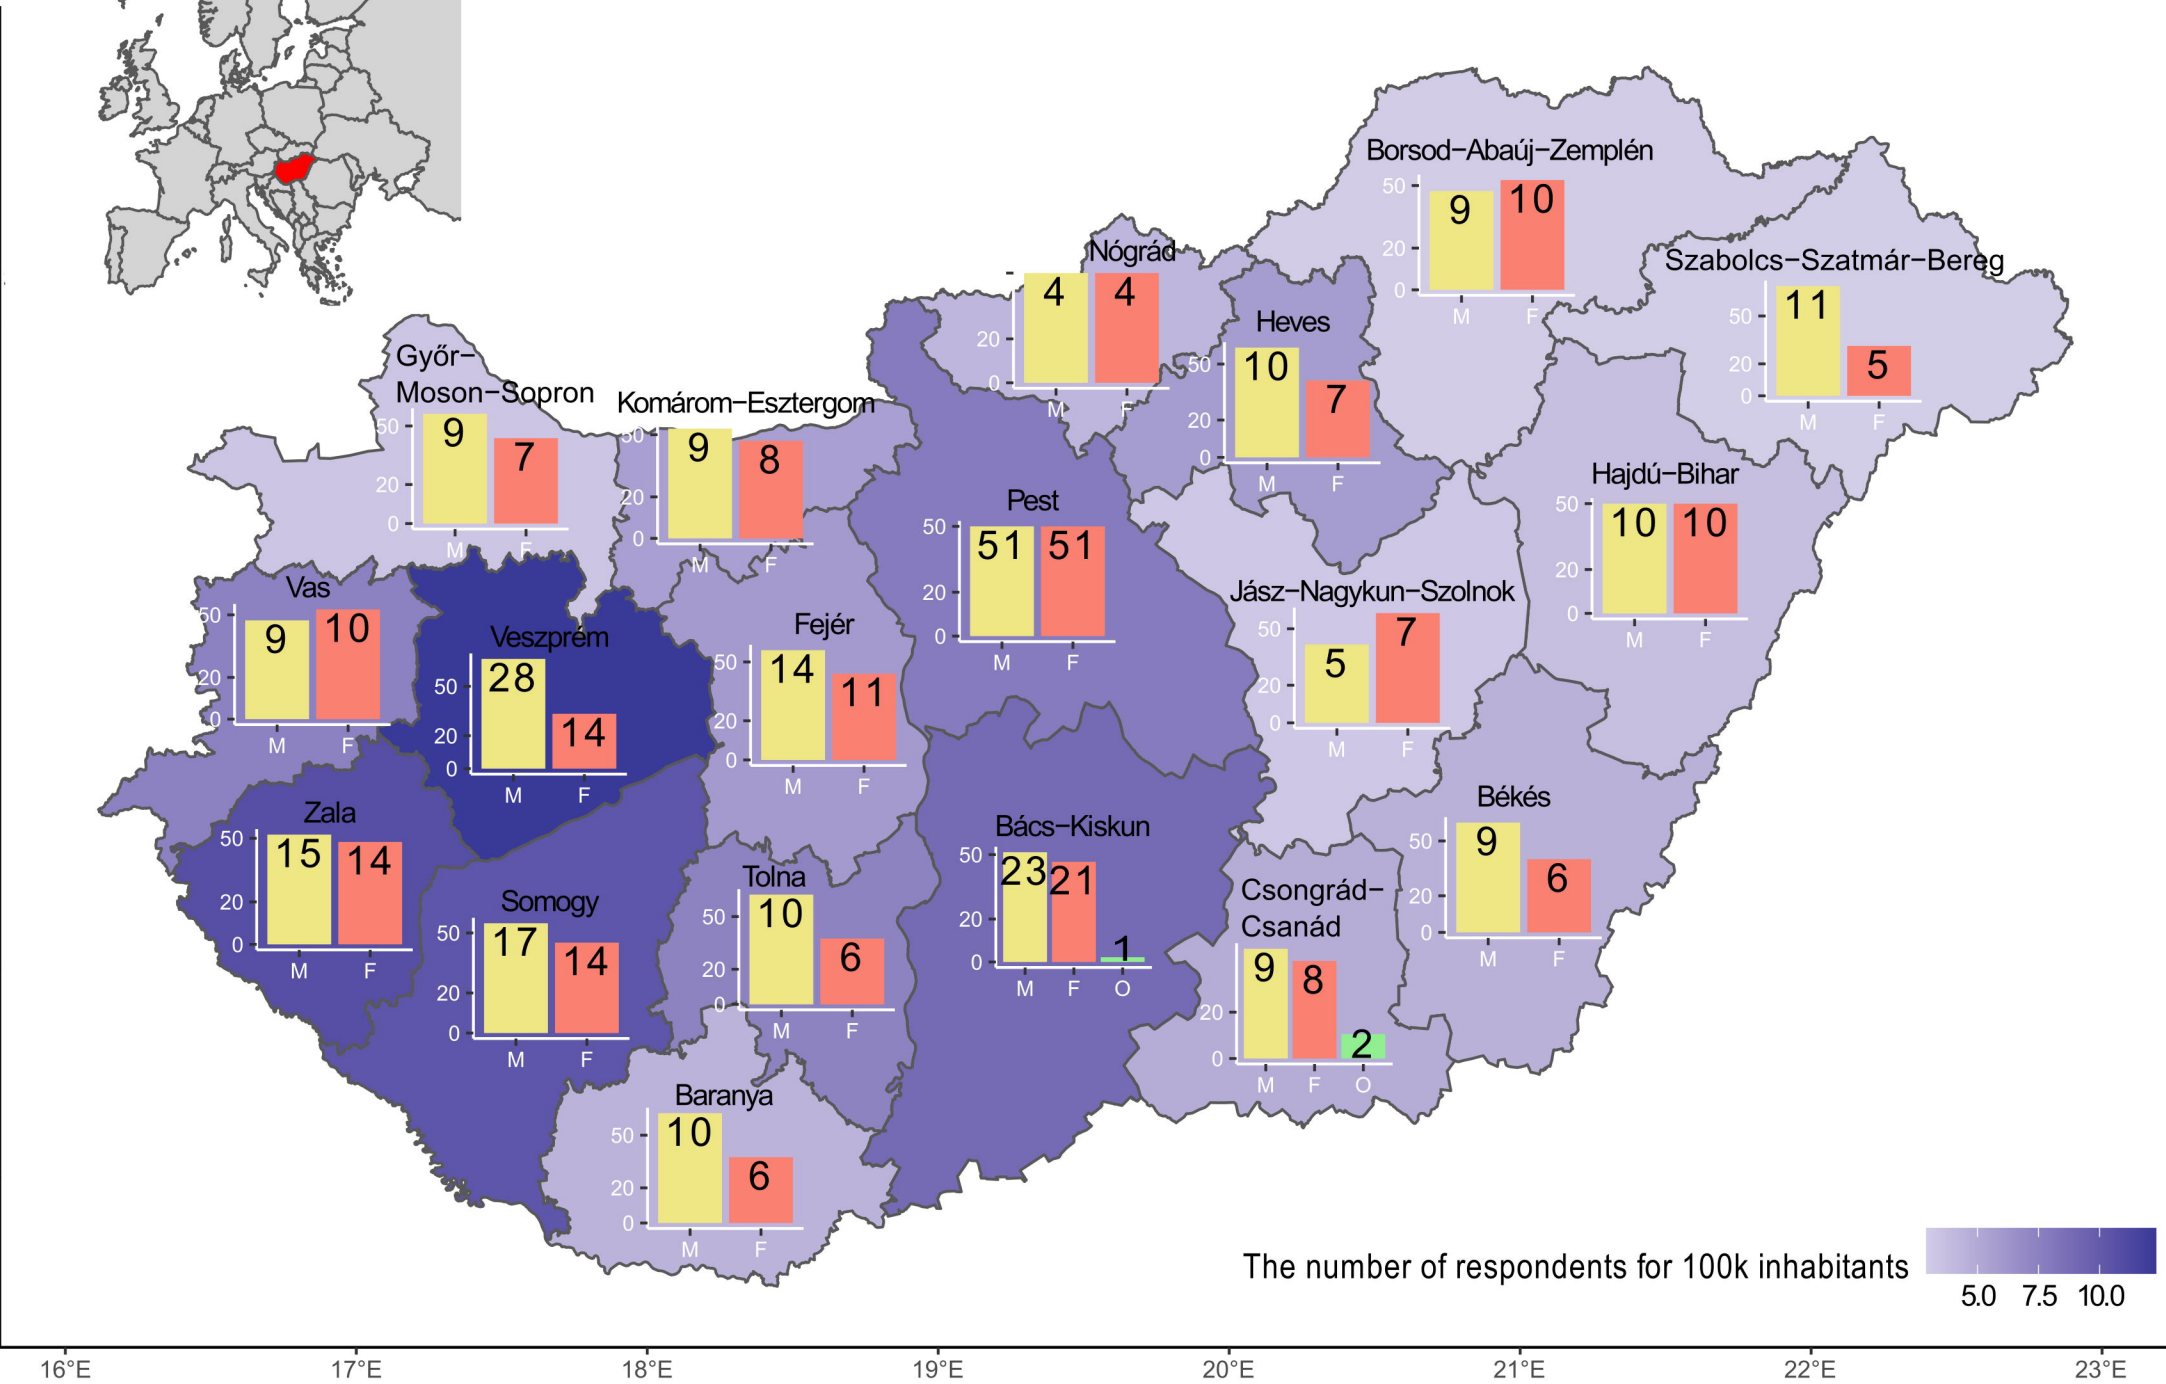 Borsod−Abaúj−Zemplén
50
20
0
9
10
M
F
Nógrád
20
0
4
4
M
F
Szabolcs−Szatmár−Bereg
50
20
0
11
5
M
F
Heves
50
20
0
10
7
M
F
Győr−
Moson−Sopron
50
20
0
9
7
M
F
Komárom−Esztergom
50
20
0
9
8
M
F
Hajdú−Bihar
50
20
0
10
10
M
F
Pest
50
20
0
51
51
M
F
Vas
50
20
0
9
10
M
F
Veszprém
50
20
0
28
14
M
F
Fejér
50
20
0
14
11
M
F
Jász−Nagykun−Szolnok
50
20
0
5
7
M
F
Zala
50
20
0
15
14
M
F
Somogy
50
20
0
17
14
M
F
Tolna
50
20
0
10
6
M
F
Bács−Kiskun
50
20
0
23
21
1
M
F
O
Békés
50
20
0
9
6
M
F
Csongrád−
Csanád
20
0
9
8
2
M
F
O
Baranya
50
20
0
10
6
M
F
The number of respondents for 100k inhabitants
5.0 7.5 10.0
16°E 17°E 18°E 19°E 20°E 21°E 22°E 23°E